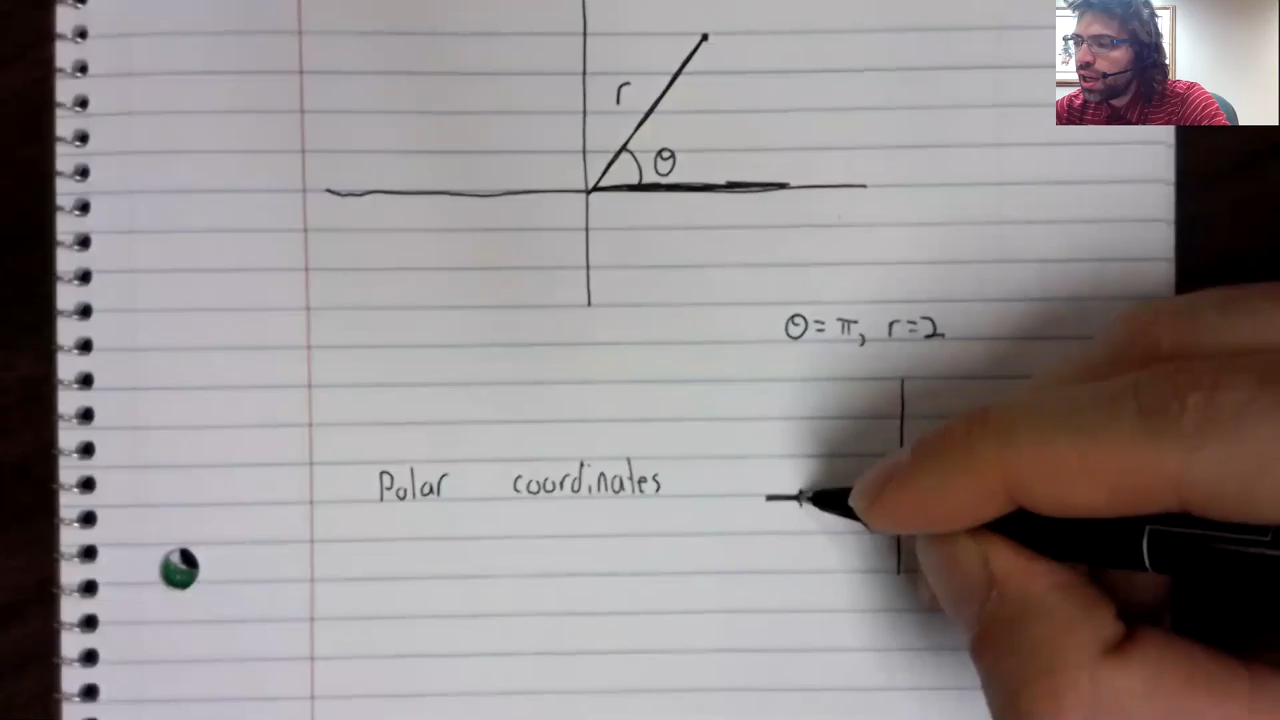 r
θ
θ=π, r=2
Polar coordinates